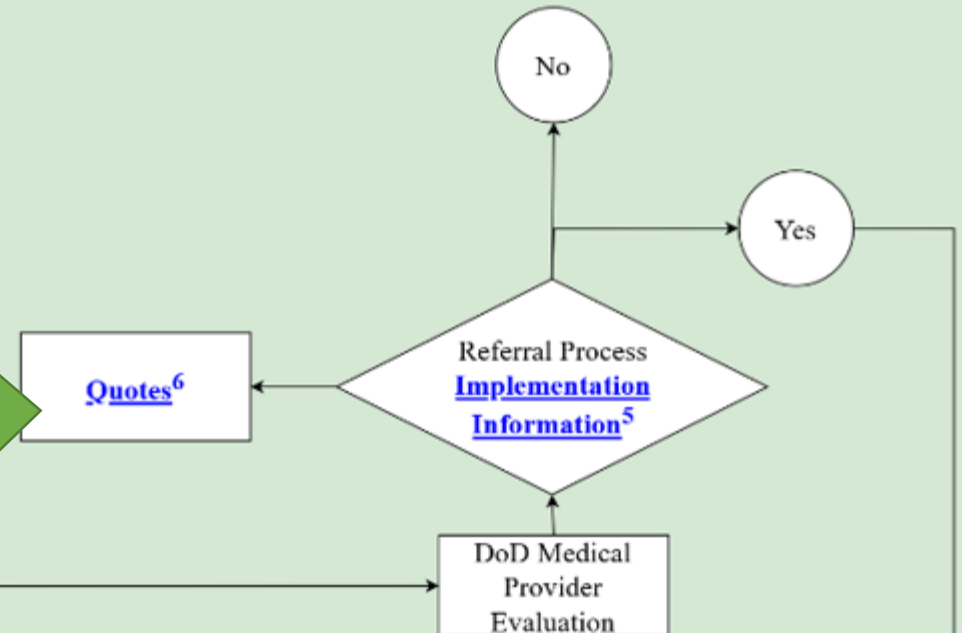 No
Yes
Referral Process
Implementation
Information5
Quotes6
DoD Medical
Provider
Evaluation